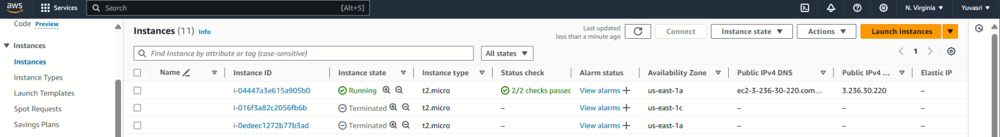 aws Services Search [Alt+S] N. Virginia Yuvasri
Code Preview
Instances
Instances
Instance Types
Launch Templates
Spot Requests
Savings Plans
Instances (11) Info
Last updated
less than a minute ago
Connect Instance state Actions Launch instances
Find Instance by attribute or tag (case-sensitive) All states 1
Name Instance ID Instance state Instance type Status check Alarm status Availability Zone Public IPv4 DNS Public IPv4 ... Elastic IP
i-04447a3e615a905b0 Running t2.micro 2/2 checks passec View alarms + us-east-1a ec2-3-236-30-220.com... 3.236.30.220 –
i-016f3a82c2056fb6b Terminated t2.micro – View alarms + us-east-1c – – –
i-0edeec1272b77b3ad Terminated t2.micro – View alarms + us-east-1a – – –